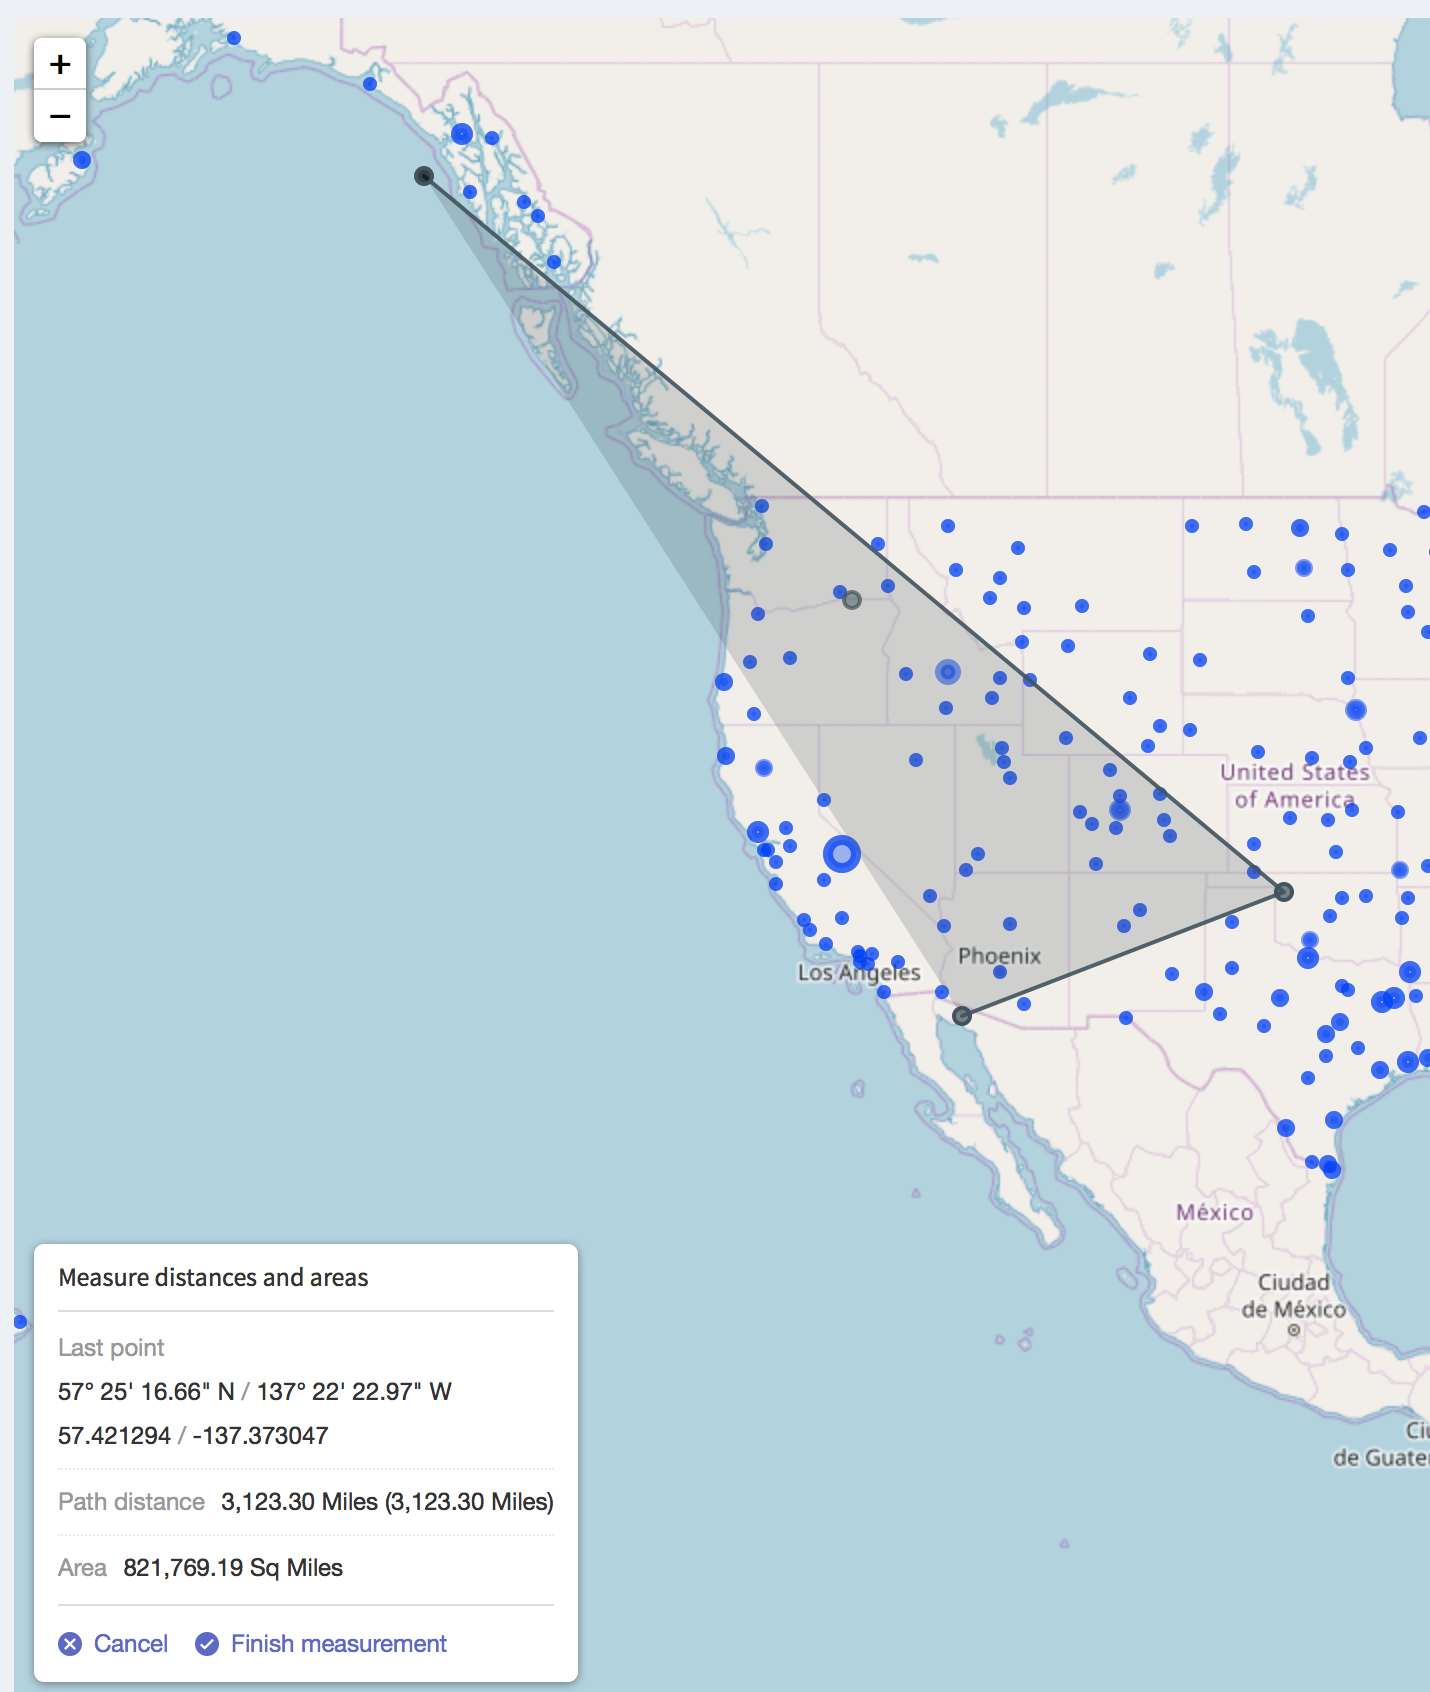 +
−
United States
of America
Phoenix
Los Angeles
México
Ciudad
de México
de Guate
Measure distances and areas
Last point
57° 25' 16.66" N / 137° 22' 22.97" W
57.421294 / -137.373047
Path distance 3,123.30 Miles (3,123.30 Miles)
Area 821,769.19 Sq Miles
Cancel Finish measurement